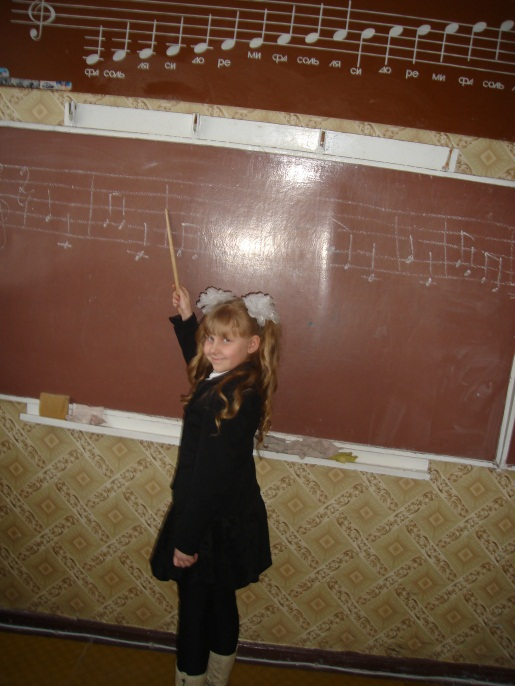 фа соль ля си до ре ми фа соль ля си до ре ми фа соль